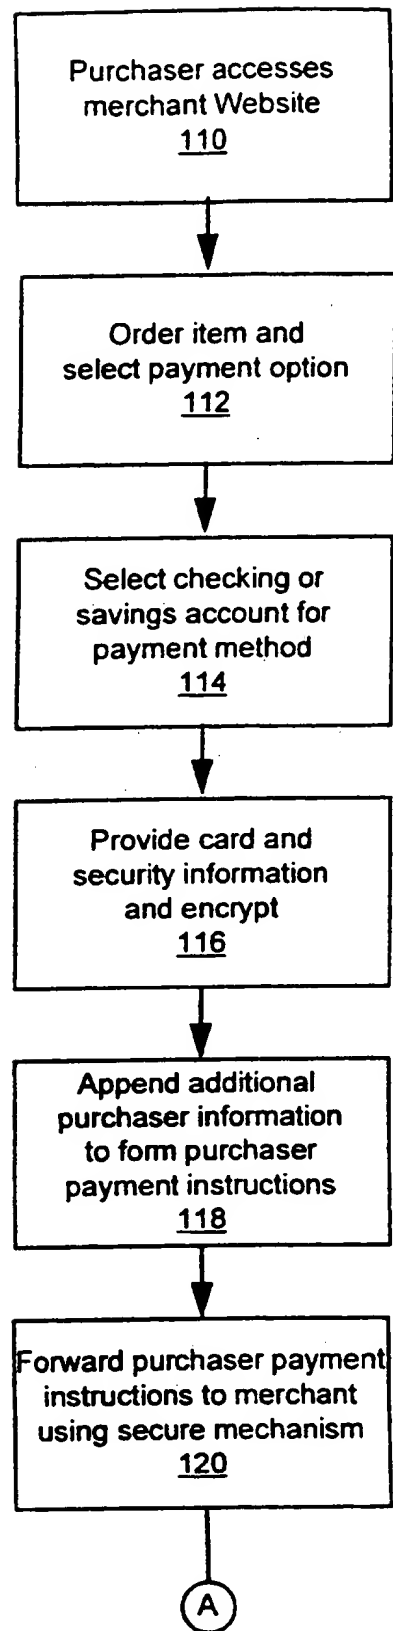 Purchaser accesses
merchant Website
110
Order item and
select payment option
112
Select checking or
savings account for
payment method
114
Provide card and
security information
and encrypt
116
Append additional
purchaser information
to form purchaser
payment instructions
118
Forward purchaser payment
instructions to merchant
using secure mechanism
120
A